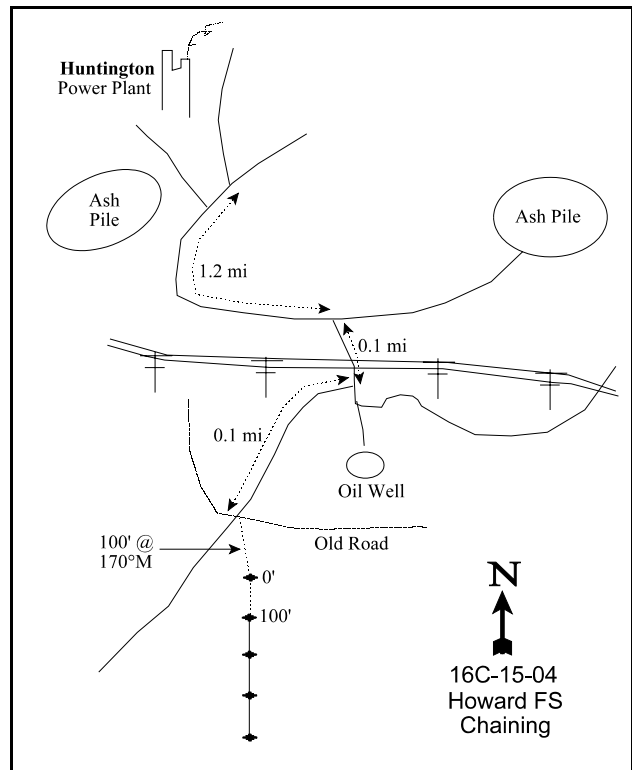 Huntington
Power Plant
Ash
Pile
Ash Pile
1.2 mi
0.1 mi
0.1 mi
Oil Well
Old Road
100' @
170°M
0'
100'
N
16C-15-04
Howard FS
Chaining